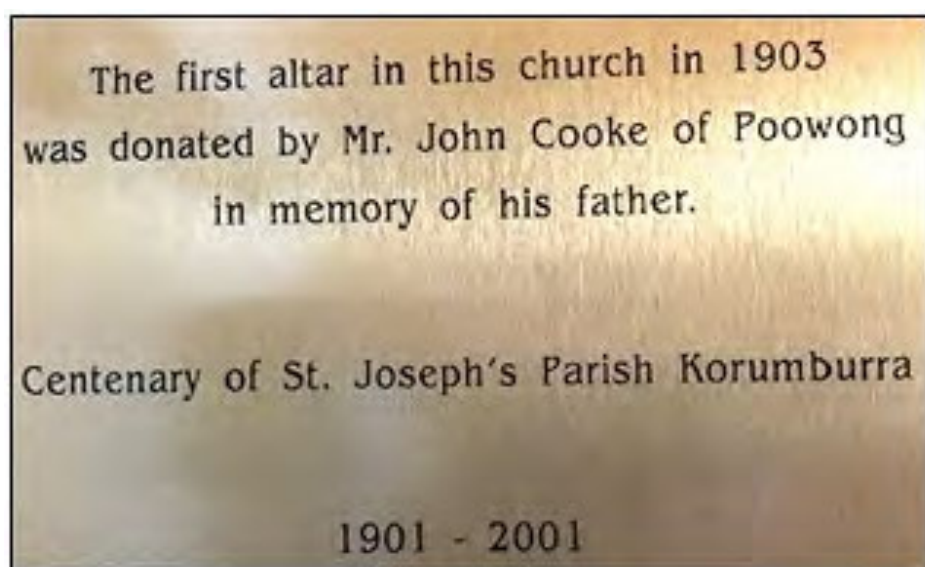 The first altar in this church in 1903
was donated by Mr. John Cooke of Poowong
in memory of his father.
Centenary of St. Joseph's Parish Korumburra
1901 - 2001